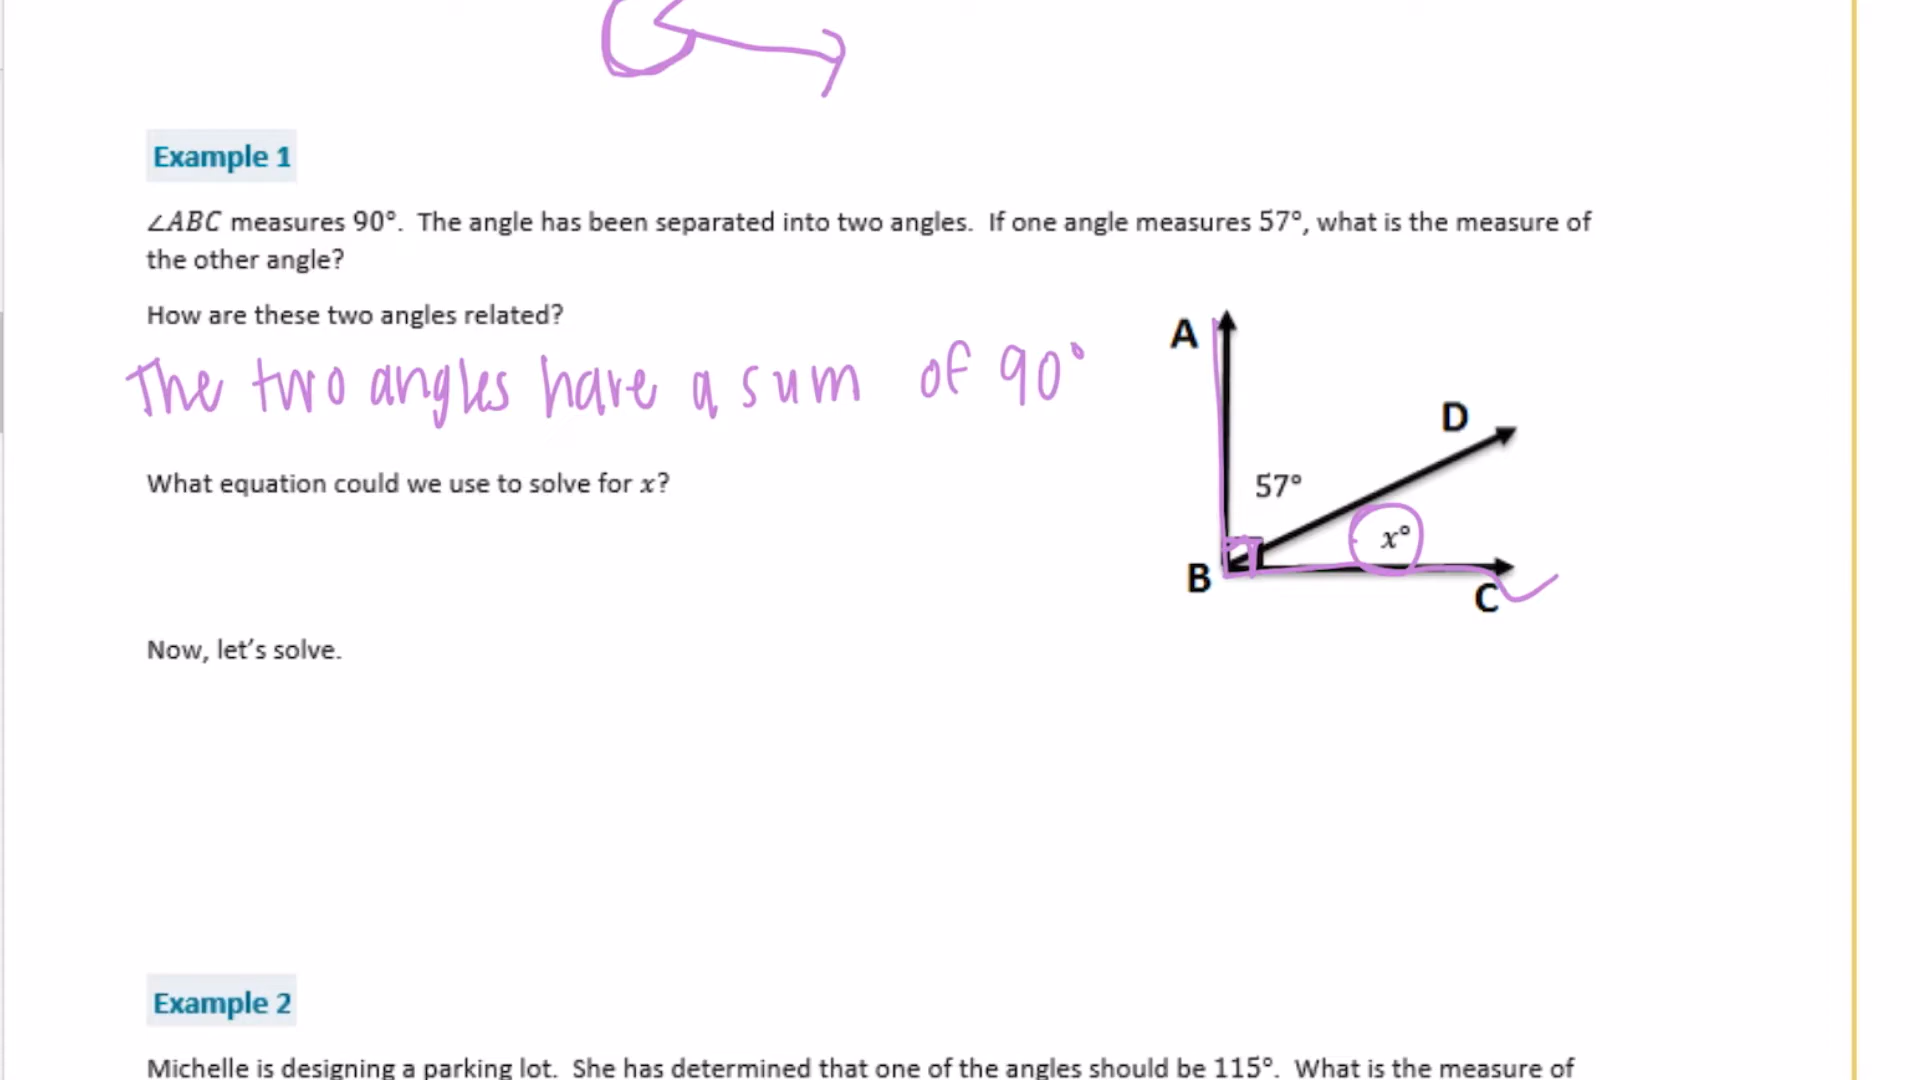 Example 1
∠ABC measures 90°. The angle has been separated into two angles. If one angle measures 57°, what is the measure of
the other angle?
How are these two angles related?
The two angles have a sum of 90°
What equation could we use to solve for x?
Now, let's solve.
A
D
57°
x°
B
C
Example 2
Michelle is designing a parking lot. She has determined that one of the angles should be 115°. What is the measure of